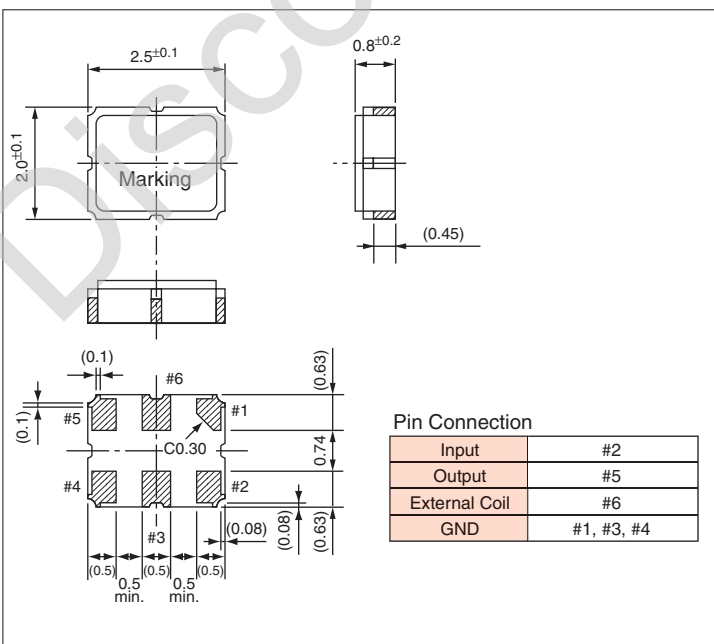 Disco
2.5±0.1
0.8±0.2
2.0±0.1
Marking
(0.45)
(0.1)
#6
(0.63)
#5
#1
(0.1)
C0.30
0.74
#4
#2
(0.08)
(0.08)
(0.63)
#3
(0.5) (0.5) (0.5)
0.5 0.5
min. min.
Pin Connection
Input #2
Output #5
External Coil #6
GND #1, #3, #4